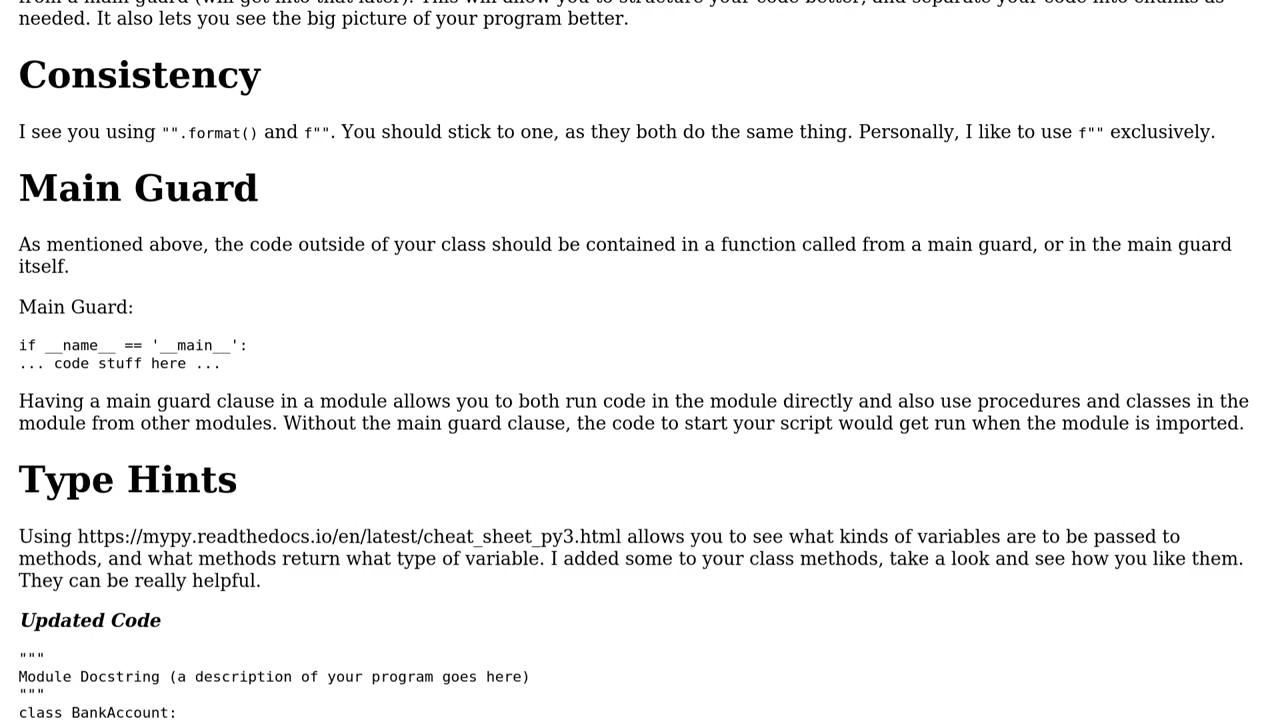 needed. It also lets you see the big picture of your program better.
Consistency
I see you using "".format() and f"". You should stick to one, as they both do the same thing. Personally, I like to use f"" exclusively.
Main Guard
As mentioned above, the code outside of your class should be contained in a function called from a main guard, or in the main guard
itself.
Main Guard:
if __name__ == '__main__':
... code stuff here ...
Having a main guard clause in a module allows you to both run code in the module directly and also use procedures and classes in the
module from other modules. Without the main guard clause, the code to start your script would get run when the module is imported.
Type Hints
Using https://mypy.readthedocs.io/en/latest/cheat_sheet_py3.html allows you to see what kinds of variables are to be passed to
methods, and what methods return what type of variable. I added some to your class methods, take a look and see how you like them.
They can be really helpful.
Updated Code
"""
Module Docstring (a description of your program goes here)
"""
class BankAccount: